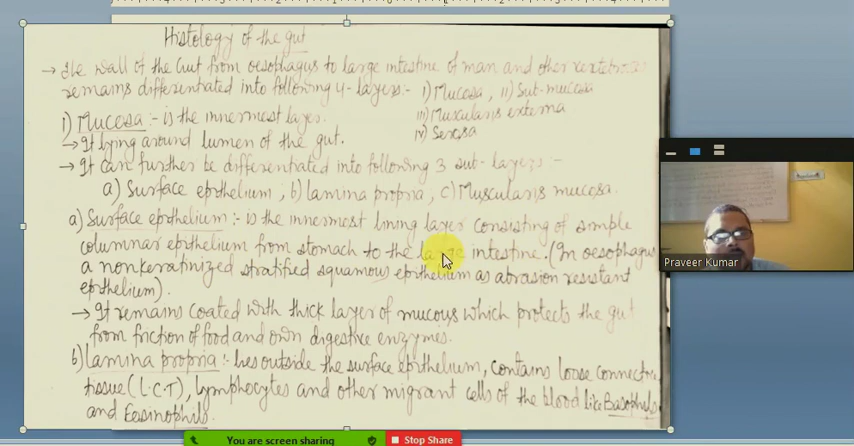 Histology of the gut
→ The wall of the Gut from oesophagus to large intestine of man and other vertebrates
remains differentiated into following 4-layers:- i) Mucosa, ii) Sub-mucosa
iii) Muscularis externa
iv) Serosa
i) Mucosa:- is the innermost layer.
→ It lying around lumen of the gut.
→ It can further be differentiated into following 3 sub-layers:-
a) Surface epithelium, b) lamina propria, c) Muscularis mucosa.
a) Surface epithelium:- is the innermost lining layer consisting of simple
columnar epithelium from stomach to the large intestine. (In oesophagus
a nonkeratinized stratified squamous epithelium as abrasion resistant
epithelium).
→ It remains coated with thick layer of mucous which protects the gut
from friction of food and own digestive enzymes.
b) lamina propria:- lies outside the surface epithelium, contains loose connective
tissue (L.C.T), lymphocytes and other migrant cells of the blood like Basophils
and Eosinophils.
Praveer Kumar
You are screen sharing
Stop Share